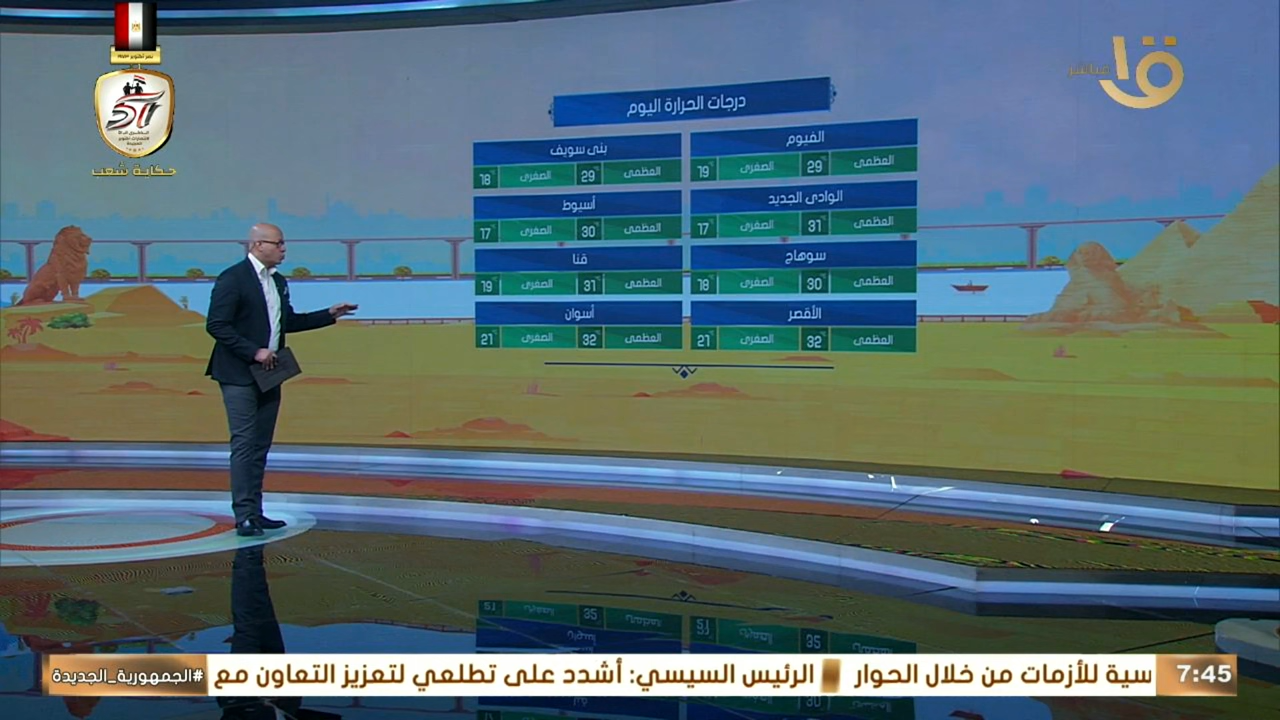 حكاية شعب
مباشر
درجات الحرارة اليوم
الفيوم
العظمى 29 الصغرى 19
بنى سويف
العظمى 29 الصغرى 18
الوادى الجديد
العظمى 31 الصغرى 17
أسيوط
العظمى 30 الصغرى 17
سوهاج
العظمى 30 الصغرى 18
قنا
العظمى 31 الصغرى 19
الأقصر
العظمى 32 الصغرى 21
أسوان
العظمى 32 الصغرى 21
7:45
سية للأزمات من خلال الحوار
الرئيس السيسي: أشدد على تطلعي لتعزيز التعاون مع
#الجمهورية_الجديدة